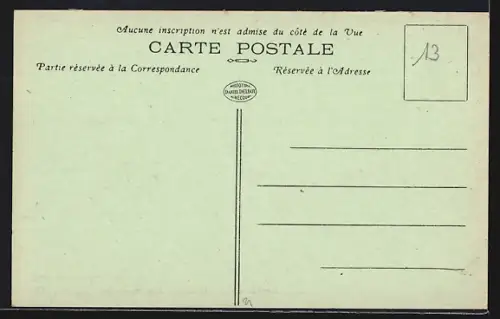 Aucune inscription n'est admise du côté de la Vue
CARTE POSTALE
Partie réservée à la Correspondance
Réservée à l'Adresse
13